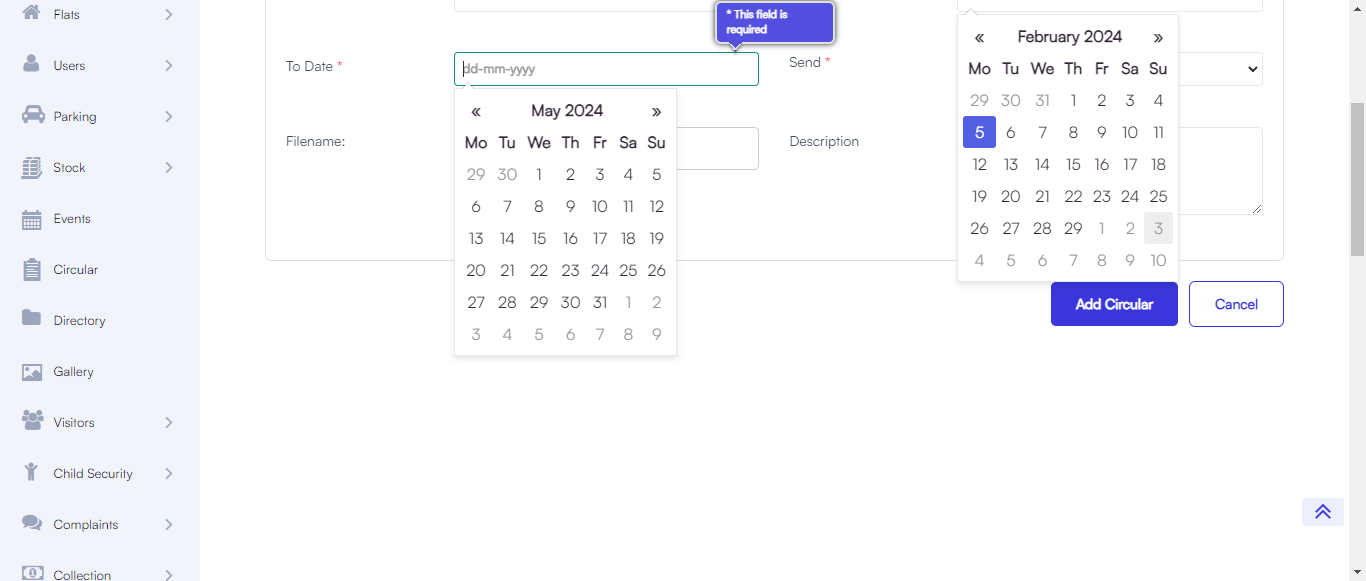 Flats
Users
Parking
Stock
Events
Circular
Directory
Gallery
Visitors
Child Security
Complaints
Collection
* This field is
required
To Date *
dd-mm-yyyy
Send *
Filename:
Description
« May 2024 »
Mo Tu We Th Fr Sa Su
29 30 1 2 3 4 5
6 7 8 9 10 11 12
13 14 15 16 17 18 19
20 21 22 23 24 25 26
27 28 29 30 31 1 2
3 4 5 6 7 8 9
« February 2024 »
Mo Tu We Th Fr Sa Su
29 30 31 1 2 3 4
5 6 7 8 9 10 11
12 13 14 15 16 17 18
19 20 21 22 23 24 25
26 27 28 29 1 2 3
4 5 6 7 8 9 10
Add Circular
Cancel